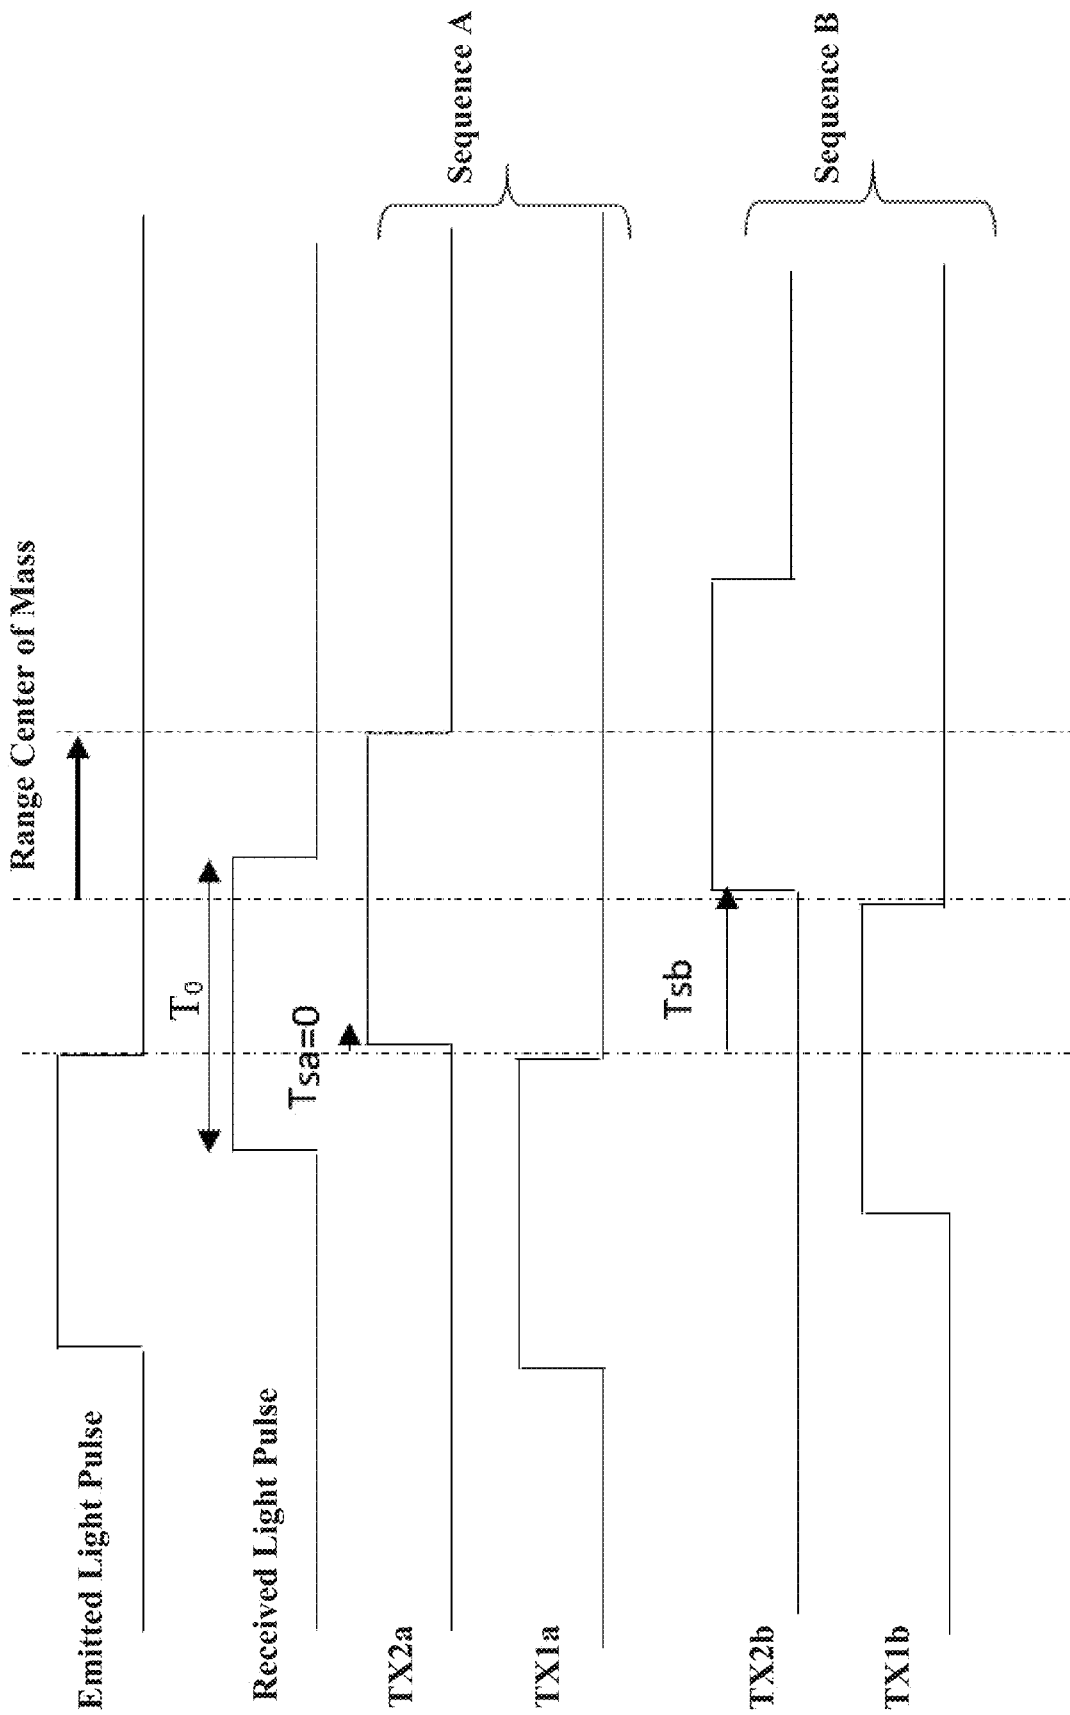 Range Center of Mass
Emitted Light Pulse
T₀
Received Light Pulse
Tsa=0
TX2a
TX1a
Sequence A
Tsb
TX2b
TX1b
Sequence B